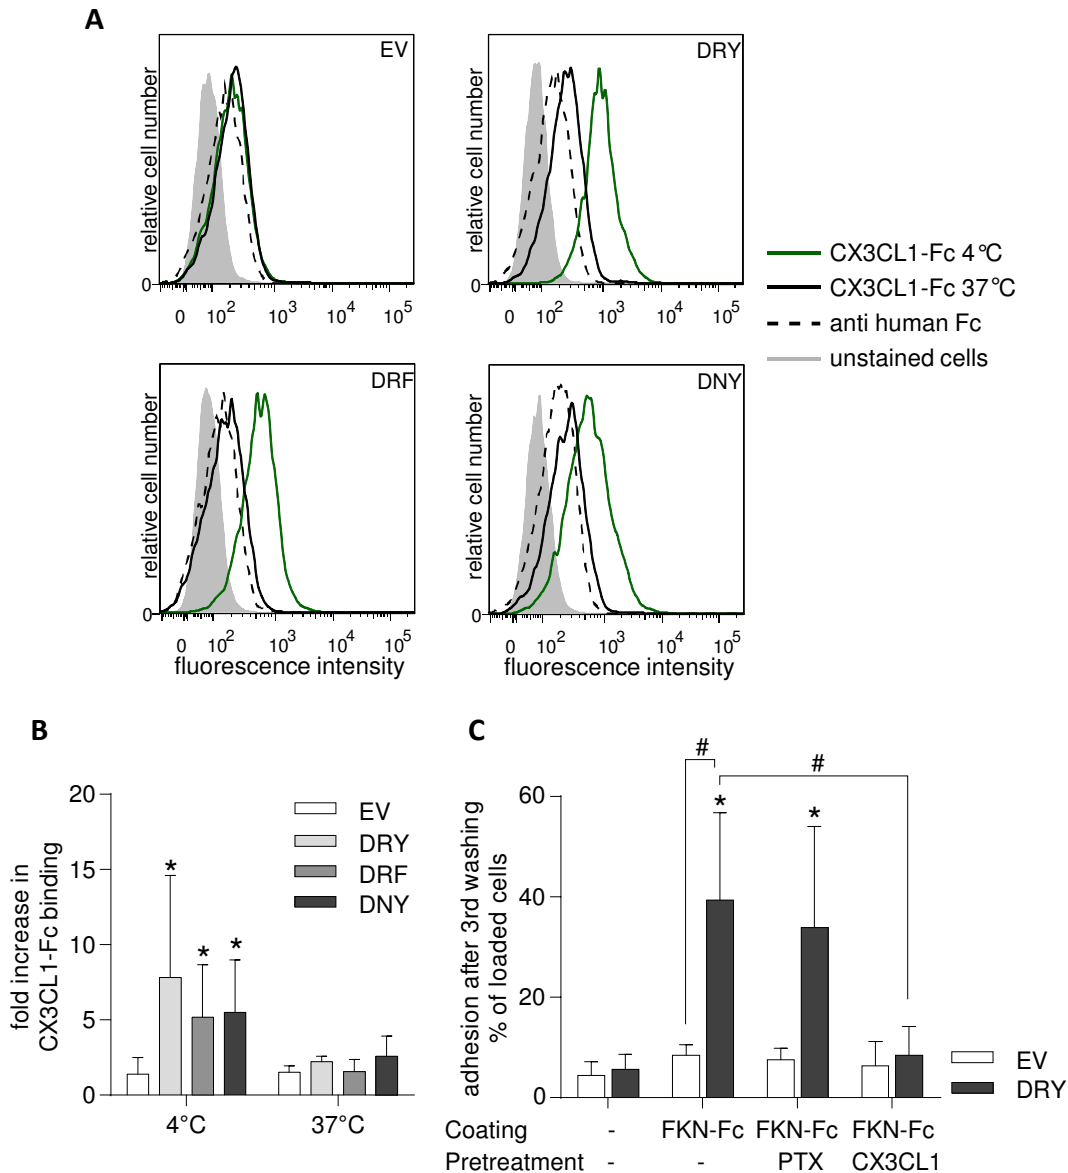 A
EV
relative cell number
0
0 10² 10³ 10⁴ 10⁵
DRY
relative cell number
0
0 10² 10³ 10⁴ 10⁵
CX3CL1-Fc 4°C
CX3CL1-Fc 37°C
anti human Fc
unstained cells
DRF
relative cell number
0
0 10² 10³ 10⁴ 10⁵
fluorescence intensity
DNY
relative cell number
0
0 10² 10³ 10⁴ 10⁵
fluorescence intensity
B
fold increase in
CX3CL1-Fc binding
20
15
10
5
0
* * *
EV
DRY
DRF
DNY
4°C 37°C
C
adhesion after 3rd washing
% of loaded cells
60
40
20
0
# #
* *
EV
DRY
Coating - FKN-Fc FKN-Fc FKN-Fc
Pretreatment - - PTX CX3CL1